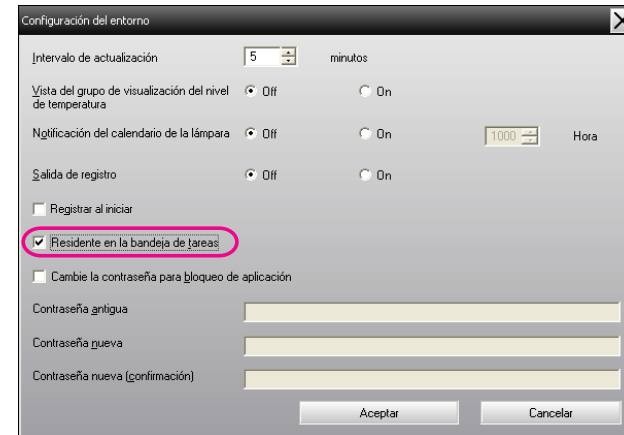 Configuración del entorno
Intervalo de actualización 5 minutos
Vista del grupo de visualización del nivel de temperatura Off On
Notificación del calendario de la lámpara Off On 1000 Hora
Salida de registro Off On
Registrar al iniciar
Residente en la bandeja de tareas
Cambie la contraseña para bloqueo de aplicación
Contraseña antigua
Contraseña nueva
Contraseña nueva (confirmación)
Aceptar Cancelar